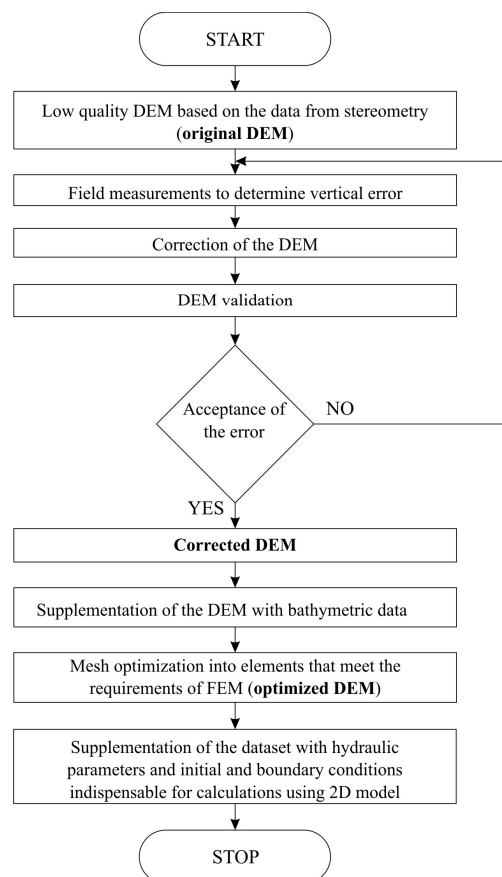 START
Low quality DEM based on the data from stereometry
(original DEM)
Field measurements to determine vertical error
Correction of the DEM
DEM validation
Acceptance of
the error
NO
YES
Corrected DEM
Supplementation of the DEM with bathymetric data
Mesh optimization into elements that meet the
requirements of FEM (optimized DEM)
Supplementation of the dataset with hydraulic
parameters and initial and boundary conditions
indispensable for calculations using 2D model
STOP